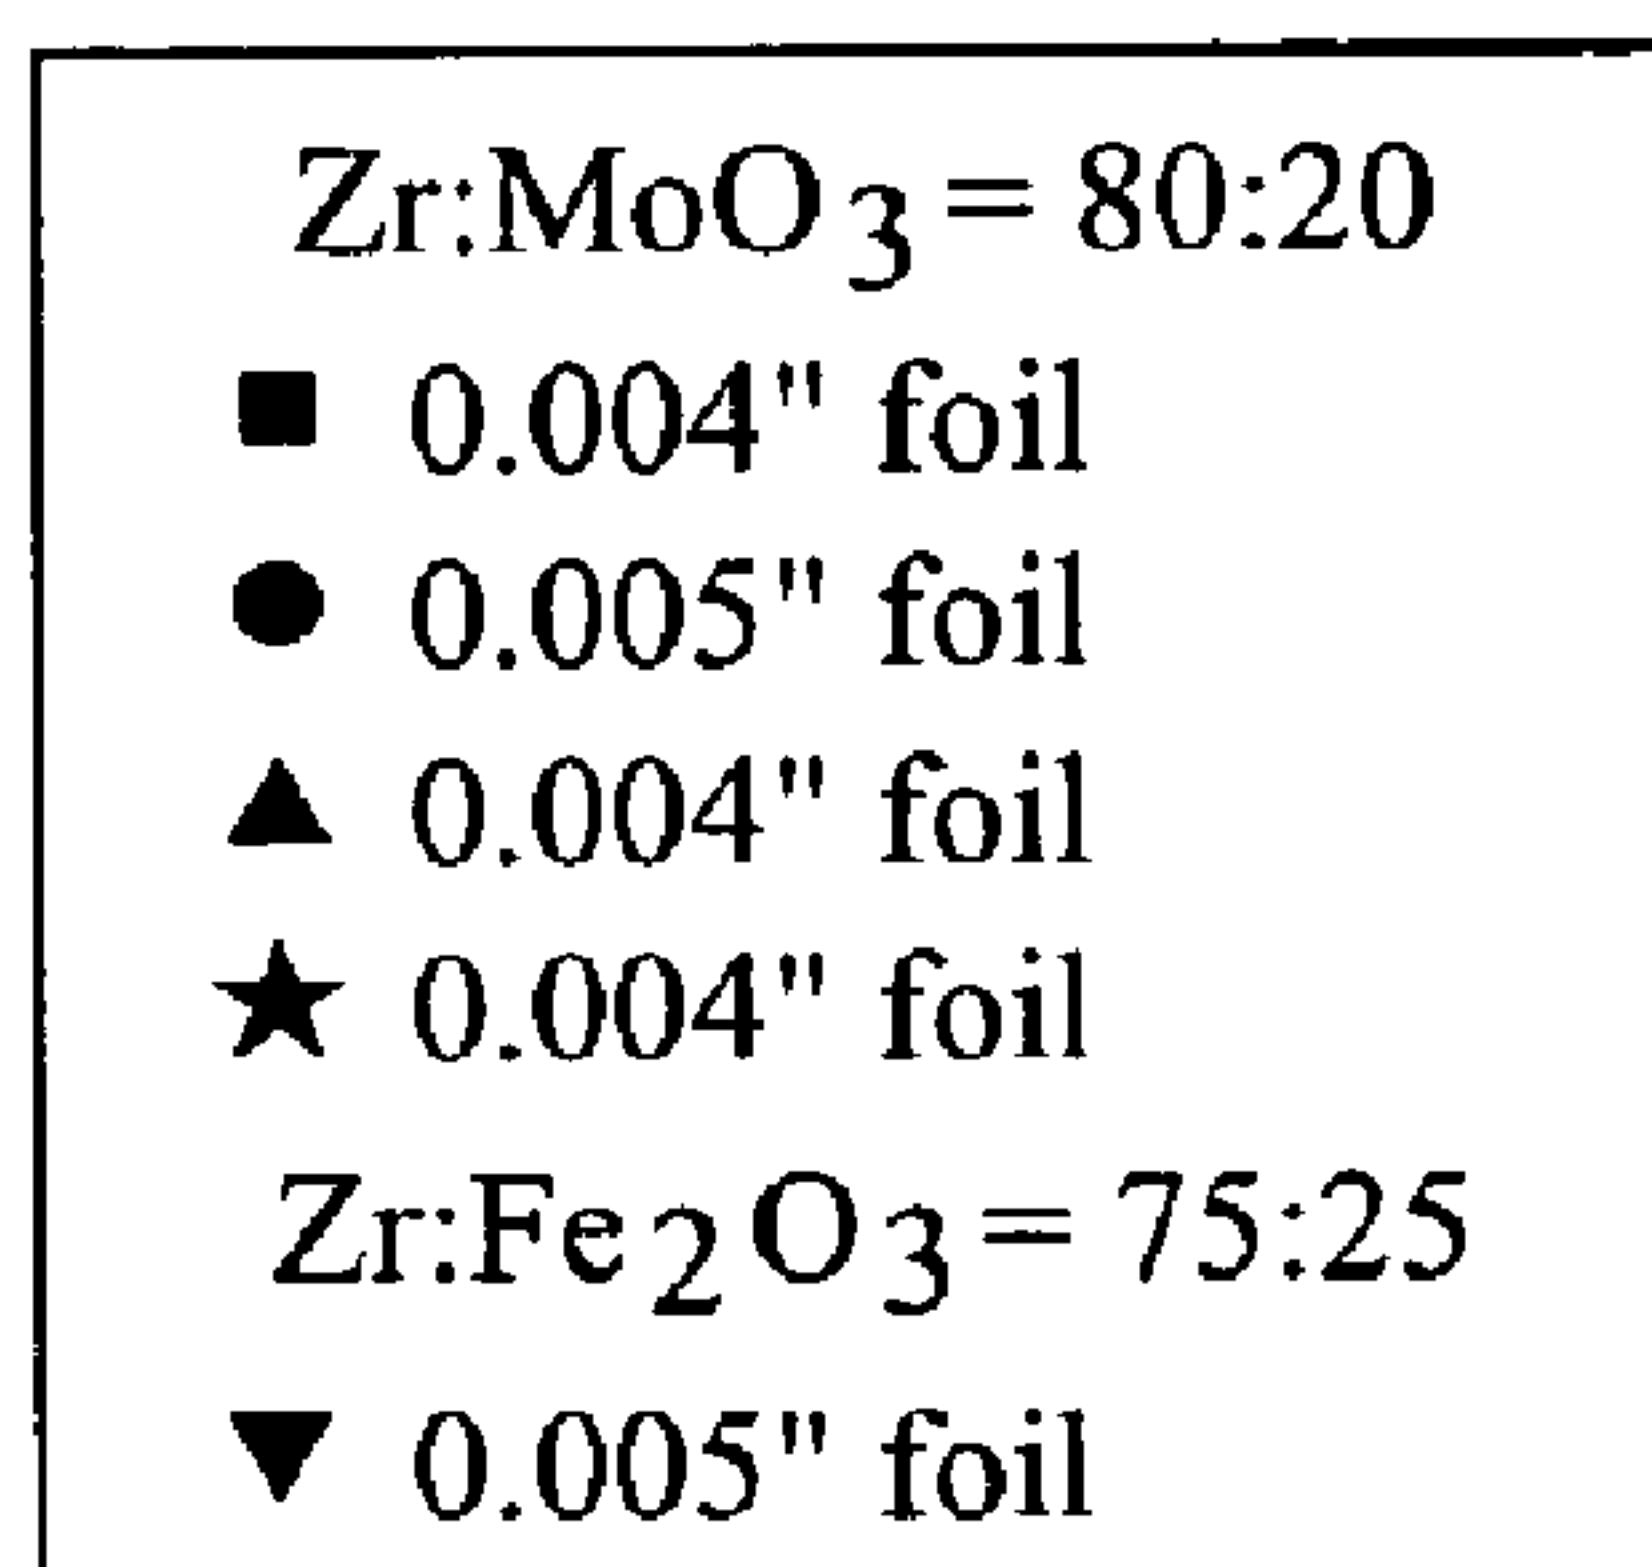 Zr:MoO3 = 80:20
■ 0.004" foil
● 0.005" foil
▲ 0.004" foil
★ 0.004" foil
Zr:Fe2O3 = 75:25
▼ 0.005" foil